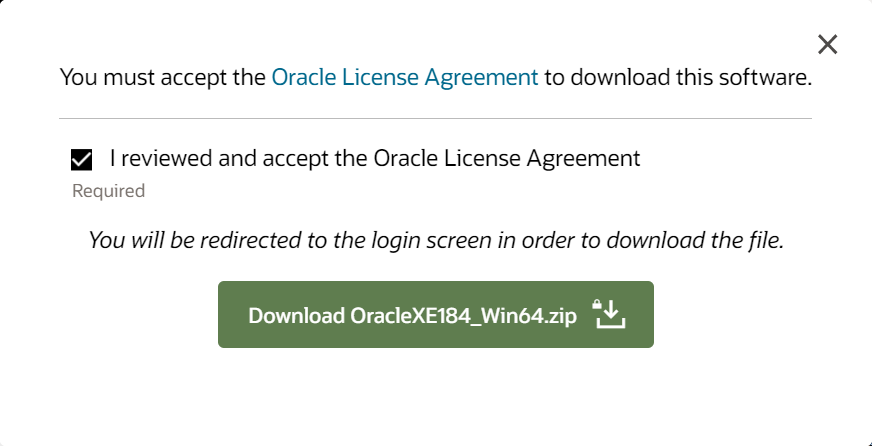 You must accept the Oracle License Agreement to download this software.
I reviewed and accept the Oracle License Agreement
Required
You will be redirected to the login screen in order to download the file.
Download OracleXE184_Win64.zip